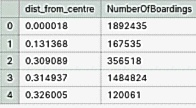 dist_from_centre NumberOfBoardings
0 0.000018 1892435
1 0.131368 167535
2 0.309089 356518
3 0.314937 1484824
4 0.326005 120061